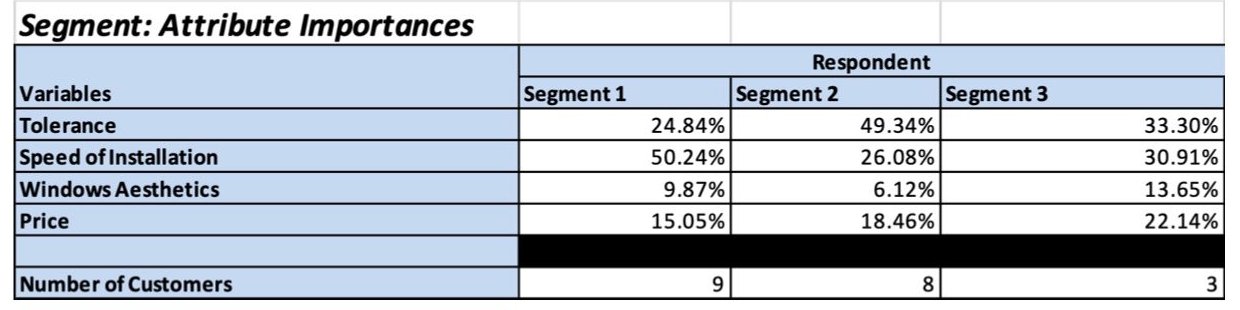 Segment: Attribute Importances
Respondent
Variables Segment 1 Segment 2 Segment 3
Tolerance 24.84% 49.34% 33.30%
Speed of Installation 50.24% 26.08% 30.91%
Windows Aesthetics 9.87% 6.12% 13.65%
Price 15.05% 18.46% 22.14%
Number of Customers 9 8 3